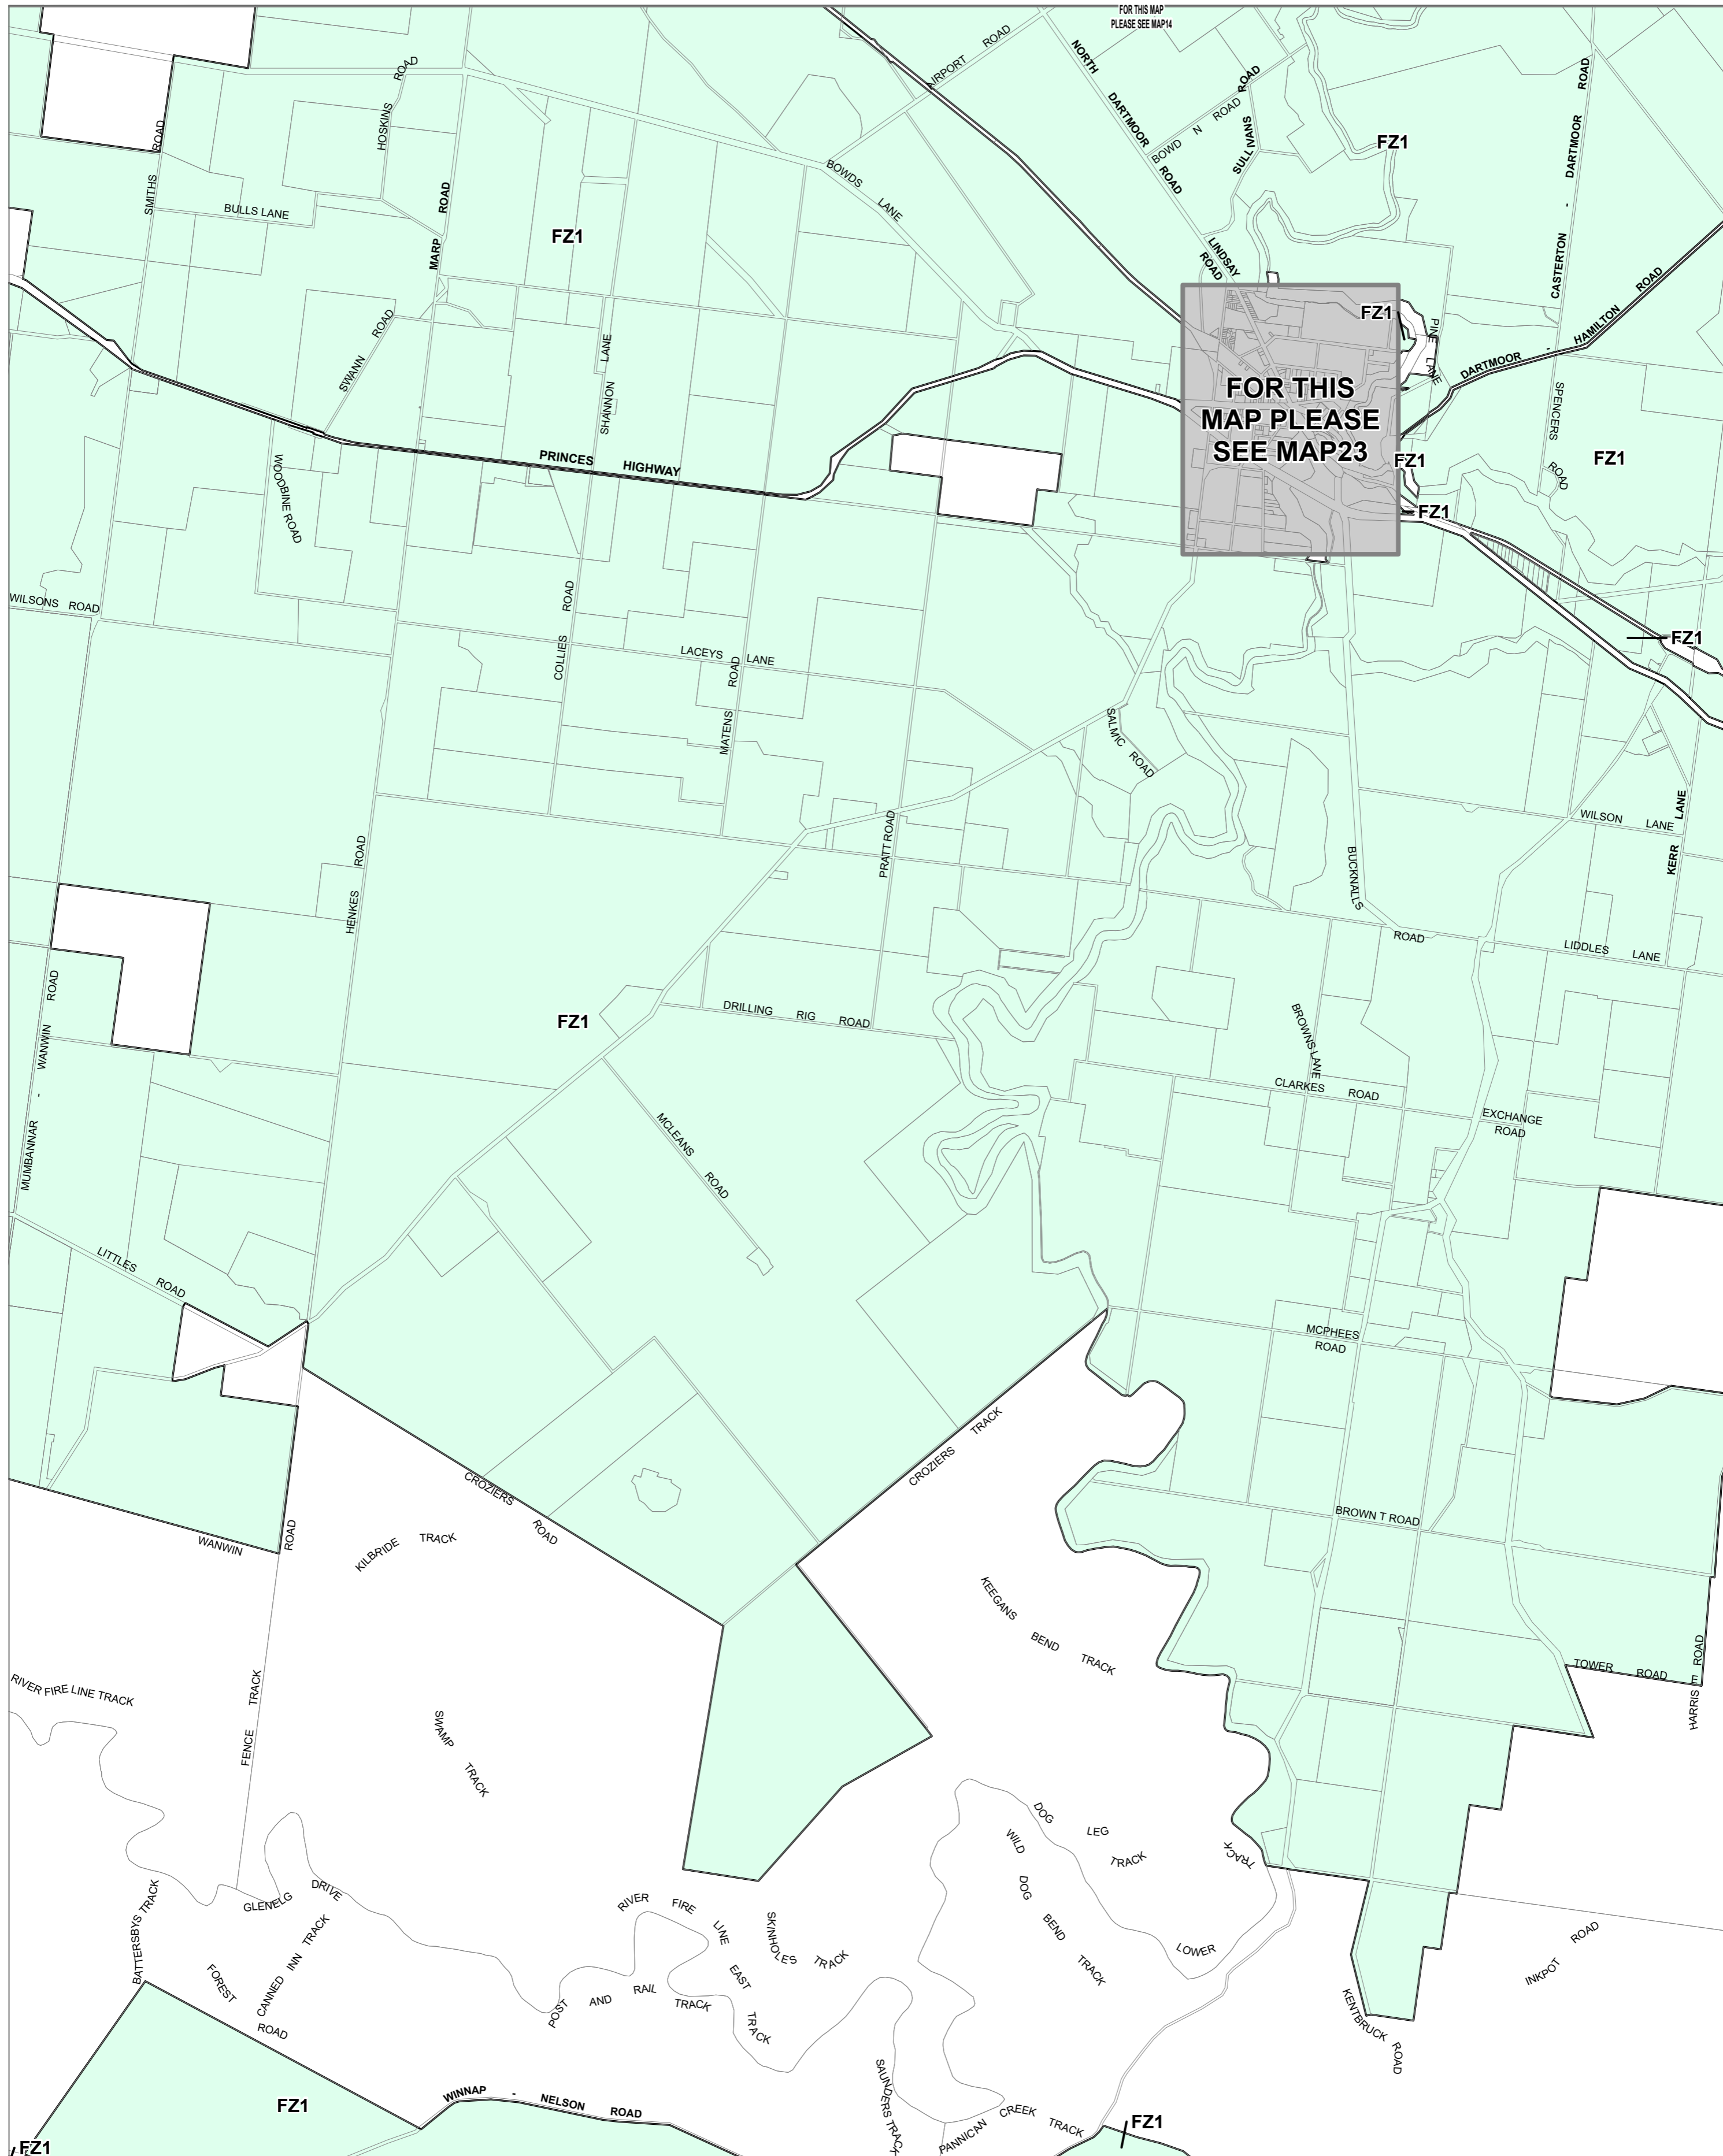 FOR THIS MAP
PLEASE SEE MAP14
AIRPORT ROAD
NORTH DARTMOOR ROAD
BOWD N ROAD
SULLIVANS ROAD
FZ1
CASTERTON - DARTMOOR ROAD
HOSKINS ROAD
SMITHS ROAD
BULLS LANE
MARP ROAD
FZ1
BOWDS LANE
LINDSAY ROAD
DARTMOOR - HAMILTON ROAD
FZ1
PINE LANE
SWANN ROAD
SHANNON LANE
FOR THIS
MAP PLEASE
SEE MAP23
SPENCERS ROAD
FZ1
FZ1
PRINCES HIGHWAY
WOODBINE ROAD
FZ1
WILSONS ROAD
COLLIES ROAD
LACEYS LANE
MATENS ROAD
FZ1
SALMIC ROAD
HENKES ROAD
PRATT ROAD
BUCKNALLS ROAD
WILSON LANE
KERR LANE
LIDDLES LANE
MUMBANNAR - WANWIN ROAD
FZ1
DRILLING RIG ROAD
BROWNS LANE
CLARKES ROAD
EXCHANGE
ROAD
MCLEANS ROAD
LITTLES ROAD
MCPHEES
ROAD
CROZIERS TRACK
CROZIERS ROAD
BROWN T ROAD
WANWIN ROAD
KILBRIDE TRACK
KEEGANS BEND TRACK
TOWER ROAD
HARRIS E ROAD
RIVER FIRE LINE TRACK
FENCE TRACK
SWAMP TRACK
DOG LEG TRACK
WILD DOG BEND TRACK
TRACK
LOWER
GLENELG DRIVE
BATTERSBYS TRACK
FOREST ROAD
CANNED INN TRACK
RIVER FIRE LINE EAST TRACK
SKINHOLES TRACK
POST AND RAIL TRACK
INKPOT ROAD
KENTBRUCK ROAD
SAUNDERS TRACK
PANNICAN CREEK TRACK
WINNAP - NELSON ROAD
FZ1
FZ1
FZ1